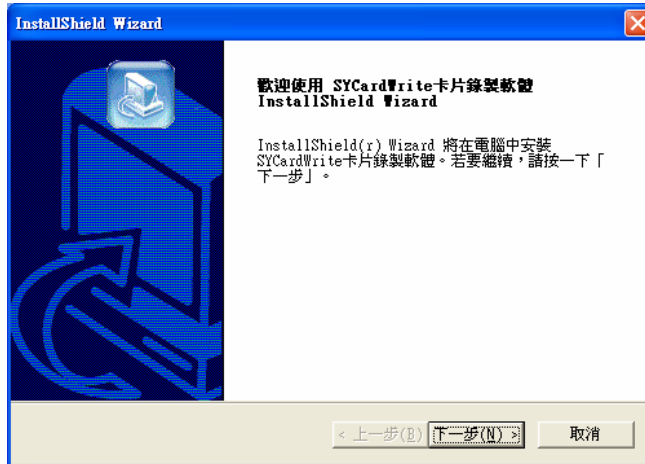 InstallShield Wizard
歡迎使用 SYCardWrite卡片錄製軟體
InstallShield Wizard
InstallShield(r) Wizard 將在電腦中安裝
SYCardWrite卡片錄製軟體。若要繼續,請按一下「
下一步」。
< 上一步(B) 下一步(N) > 取消